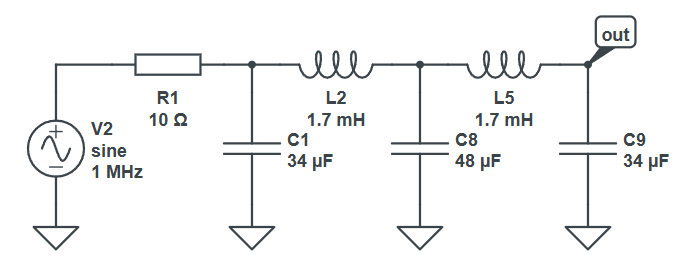 out
R1
10 Ω
L2
1.7 mH
L5
1.7 mH
V2
sine
1 MHz
C1
34 µF
C8
48 µF
C9
34 µF